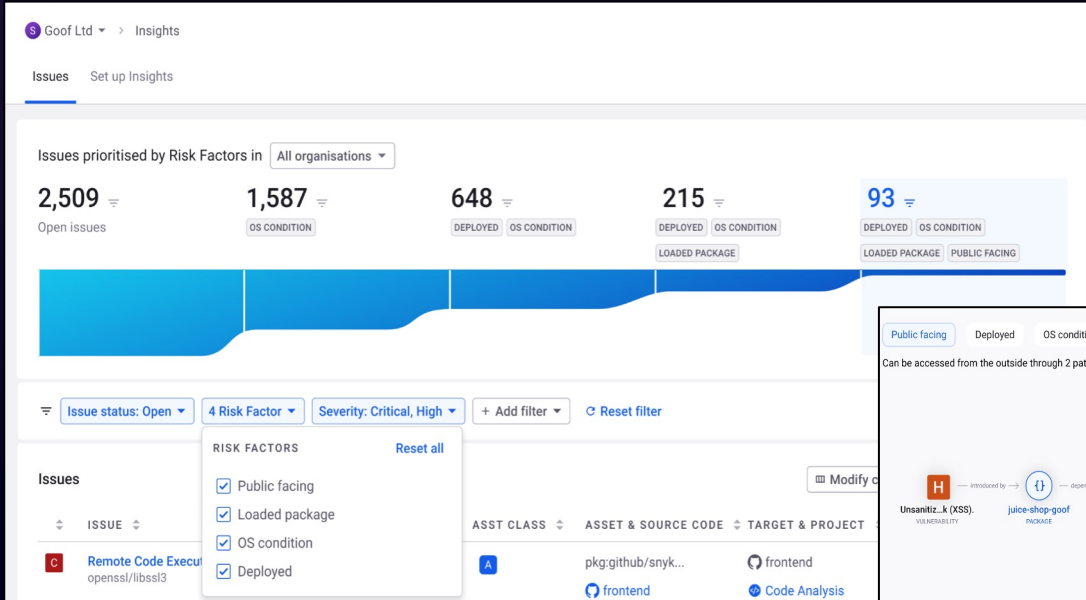 S Goof Ltd > Insights
Issues Set up Insights
Issues prioritised by Risk Factors in All organisations
2,509 1,587 648 215 93
Open issues OS CONDITION DEPLOYED OS CONDITION DEPLOYED OS CONDITION DEPLOYED OS CONDITION
LOADED PACKAGE LOADED PACKAGE PUBLIC FACING
Public facing Deployed OS conditi
Can be accessed from the outside through 2 pat
Issue status: Open 4 Risk Factor Severity: Critical, High + Add filter Reset filter
RISK FACTORS Reset all
Public facing
Loaded package
OS condition
Deployed
Issues Modify c
ISSUE ASST CLASS ASSET & SOURCE CODE TARGET & PROJECT
C Remote Code Execut A pkg:github/snyk... frontend
openssl/libssl3
frontend Code Analysis
H introduced by {} depen
Unsanitiz...k (XSS). juice-shop-goof
VULNERABILITY PACKAGE